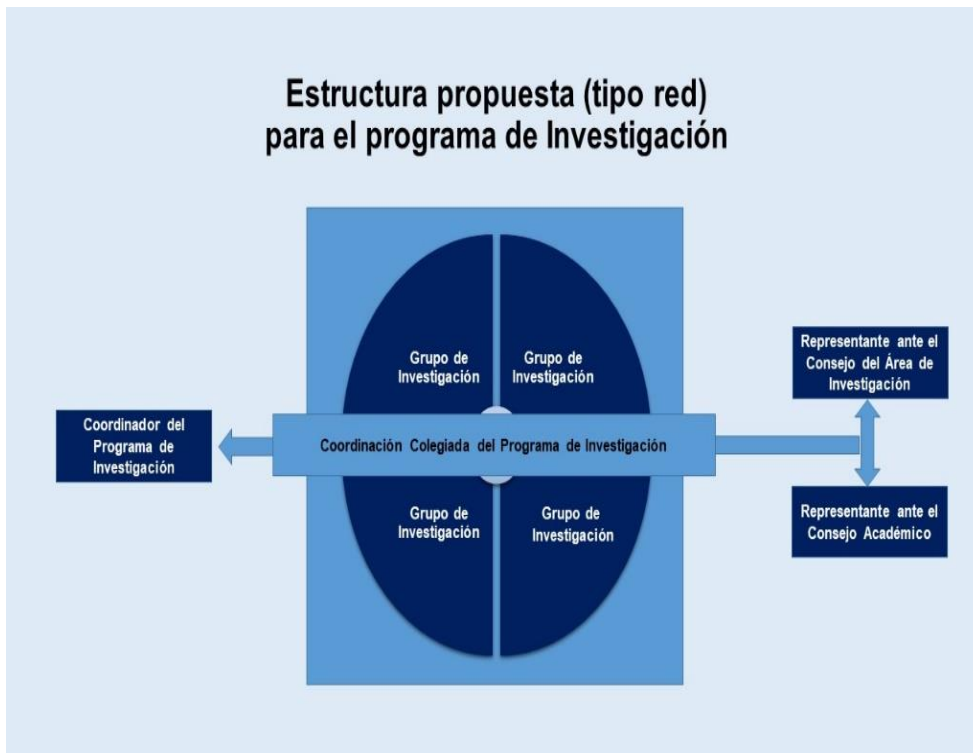 Estructura propuesta (tipo red)
para el programa de Investigación
Grupo de
Investigación
Grupo de
Investigación
Representante ante el
Consejo del Área de
Investigación
Coordinador del
Programa de
Investigación
Coordinación Colegiada del Programa de Investigación
Grupo de
Investigación
Grupo de
Investigación
Representante ante el
Consejo Académico